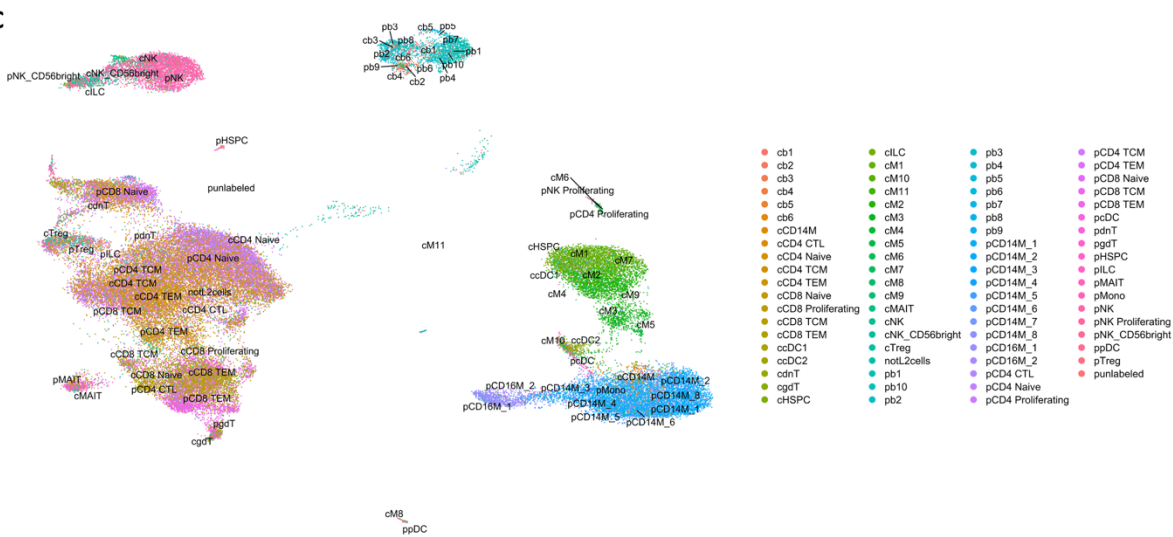 C
pb3
cb5
pb5
cb3
pb8
pb7
pb2
cb1
pb1
cb6
pb9
pb6
pb10
cb4
cb2
pb4
cNK
pNK_CD56bright
cNK_CD56bright
pNK
cILC
pHSPC
punlabeled
pCD8 Naive
cdnT
cTreg
pTreg
pdnT
pILC
cCD4 Naive
pCD4 Naive
pCD4 TCM
cCD4 TCM
cCD4 TEM
notL2cells
pCD8 TCM
cCD4 CTL
pCD4 TEM
cCD8 TCM
cCD8 Proliferating
cCD8 Naive
cCD8 TEM
pMAIT
cMAIT
pCD4 CTL
pCD8 TEM
pgdT
cgdT
cM11
cM6
pNK Proliferating
pCD4 Proliferating
cHSPC
cM1
cM7
ccDC1
cM2
cM4
cM9
cM3
cM5
cM10
ccDC2
pcDC
cCD14M
pCD14M_2
pCD16M_2
pCD14M_3
pMono
pCD14M_8
pCD16M_1
pCD14M_4
pCD14M_1
pCD14M_5
pCD14M_6
cM8
ppDC
cb1
cb2
cb3
cb4
cb5
cb6
cCD14M
cCD4 CTL
cCD4 Naive
cCD4 TCM
cCD4 TEM
cCD8 Naive
cCD8 Proliferating
cCD8 TCM
cCD8 TEM
ccDC1
ccDC2
cdnT
cgdT
cHSPC
cILC
cM1
cM10
cM11
cM2
cM3
cM4
cM5
cM6
cM7
cM8
cM9
cMAIT
cNK
cNK_CD56bright
cTreg
notL2cells
pb1
pb10
pb2
pb3
pb4
pb5
pb6
pb7
pb8
pb9
pCD14M_1
pCD14M_2
pCD14M_3
pCD14M_4
pCD14M_5
pCD14M_6
pCD14M_7
pCD14M_8
pCD16M_1
pCD16M_2
pCD4 CTL
pCD4 Naive
pCD4 Proliferating
pCD4 TCM
pCD4 TEM
pCD8 Naive
pCD8 TCM
pCD8 TEM
pcDC
pdnT
pgdT
pHSPC
pILC
pMAIT
pMono
pNK
pNK Proliferating
pNK_CD56bright
ppDC
pTreg
punlabeled